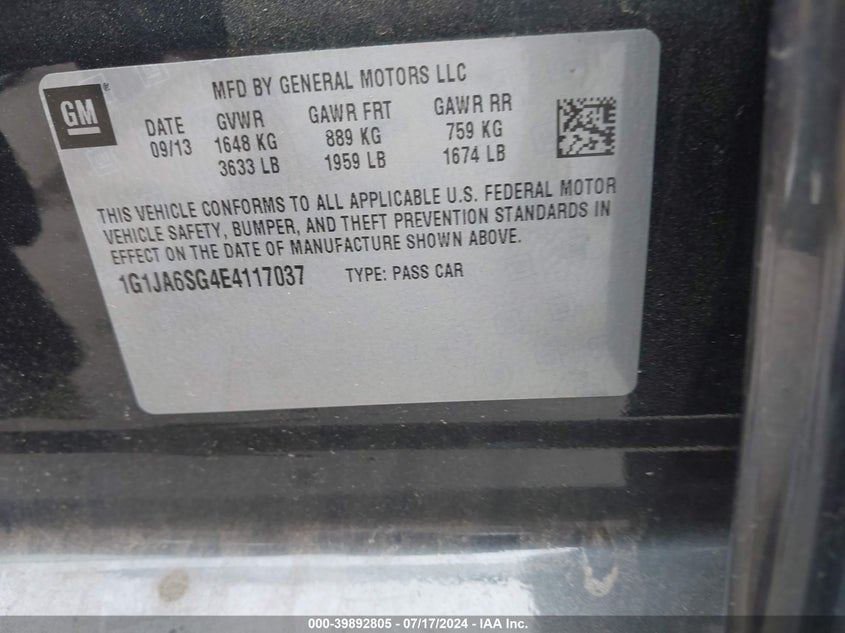 MFD BY GENERAL MOTORS LLC
GM
®
DATE GVWR GAWR FRT GAWR RR
09/13 1648 KG 889 KG 759 KG
3633 LB 1959 LB 1674 LB
THIS VEHICLE CONFORMS TO ALL APPLICABLE U.S. FEDERAL MOTOR
VEHICLE SAFETY, BUMPER, AND THEFT PREVENTION STANDARDS IN
EFFECT ON THE DATE OF MANUFACTURE SHOWN ABOVE.
1G1JA6SG4E4117037 TYPE: PASS CAR
000-39892805 - 07/17/2024 - IAA Inc.